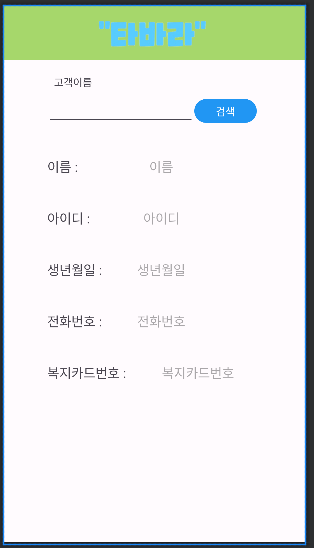 "타바라"
고객이름
검색
이름 : 이름
아이디 : 아이디
생년월일 : 생년월일
전화번호 : 전화번호
복지카드번호 : 복지카드번호